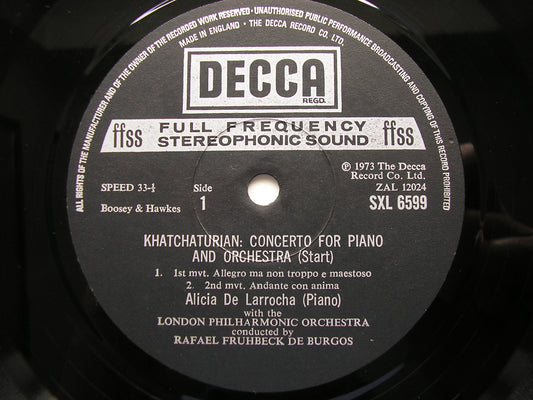 ALL RIGHTS OF THE MANUFACTURER AND OF THE OWNER OF THE RECORDED WORK RESERVED · UNAUTHORISED PUBLIC PERFORMANCE BROADCASTING AND COPYING OF THIS RECORD PROHIBITED
MADE IN ENGLAND · THE DECCA RECORD CO. LTD.
DECCA
REGD.
ffss FULL FREQUENCY STEREOPHONIC SOUND ffss
℗ 1973 The Decca
Record Co. Ltd.
SPEED 33-⅓ Side ZAL 12024
Boosey & Hawkes 1 SXL 6599
KHATCHATURIAN: CONCERTO FOR PIANO
AND ORCHESTRA (Start)
1. 1st mvt. Allegro ma non troppo e maestoso
2. 2nd mvt. Andante con anima
Alicia De Larrocha (Piano)
with the
LONDON PHILHARMONIC ORCHESTRA
conducted by
RAFAEL FRUHBECK DE BURGOS